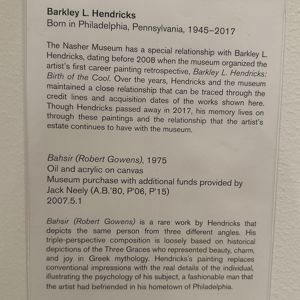 Barkley L. Hendricks
Born in Philadelphia, Pennsylvania, 1945–2017
The Nasher Museum has a special relationship with Barkley L.
Hendricks, dating before 2008 when the museum organized the
artist's first career painting retrospective, Barkley L. Hendricks:
Birth of the Cool. Over the years, Hendricks and the museum
maintained a close relationship that can be traced through the
credit lines and acquisition dates of the works shown here.
Though Hendricks passed away in 2017, his memory lives on
through these paintings and the relationship that the artist's
estate continues to have with the museum.
Bahsir (Robert Gowens), 1975
Oil and acrylic on canvas
Museum purchase with additional funds provided by
Jack Neely (A.B.'80, P'06, P'15)
2007.5.1
Bahsir (Robert Gowens) is a rare work by Hendricks that
depicts the same person from three different angles. His
triple-perspective composition is loosely based on historical
depictions of the Three Graces who represented beauty, charm,
and joy in Greek mythology. Hendricks's painting replaces
conventional impressions with the real details of the individual,
illustrating the psychology of his subject, a fashionable man that
the artist had befriended in his hometown of Philadelphia.